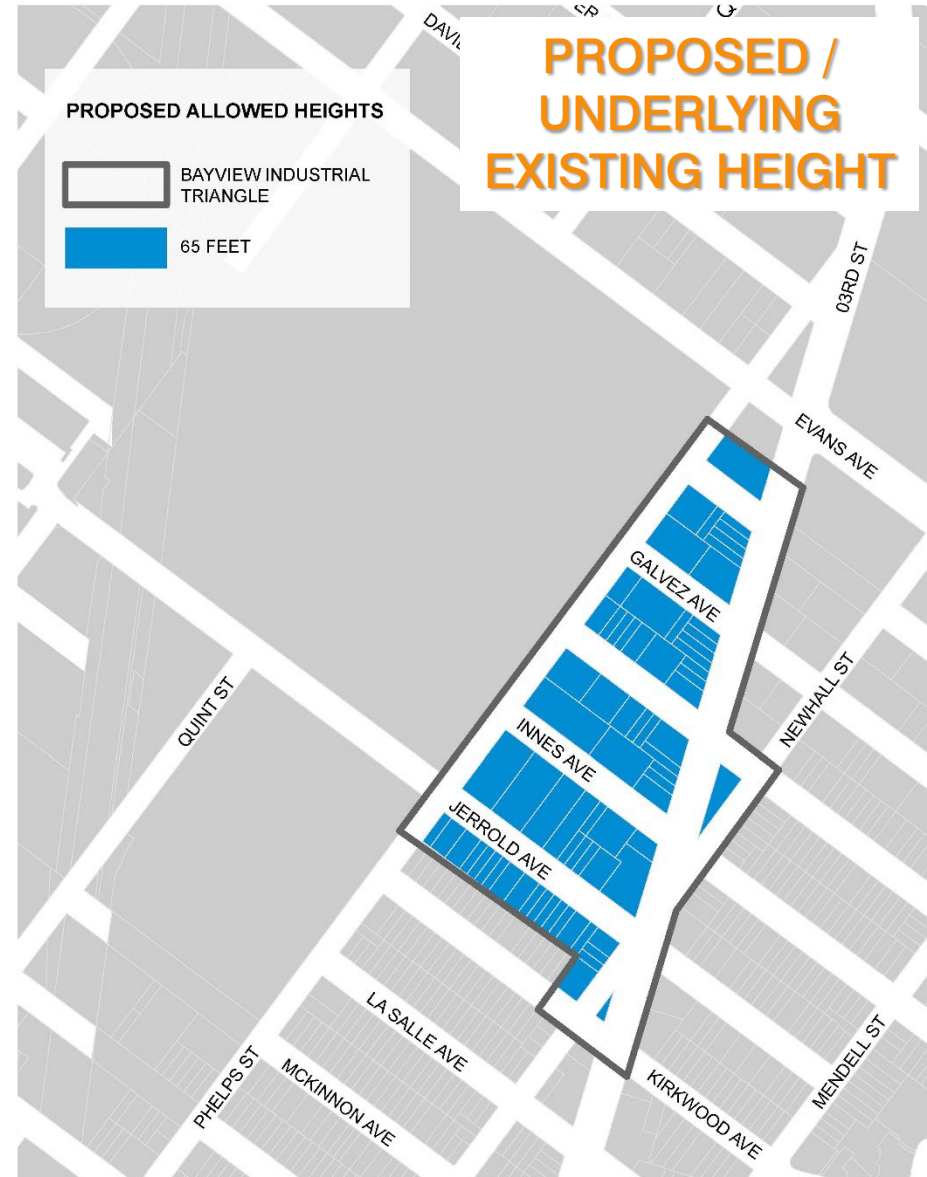 PROPOSED /
UNDERLYING
EXISTING HEIGHT
PROPOSED ALLOWED HEIGHTS
BAYVIEW INDUSTRIAL
TRIANGLE
65 FEET
03RD ST
EVANS AVE
GALVEZ AVE
NEWHALL ST
QUINT ST
INNES AVE
JERROLD AVE
LA SALLE AVE
MENDELL ST
PHELPS ST
MCKINNON AVE
KIRKWOOD AVE